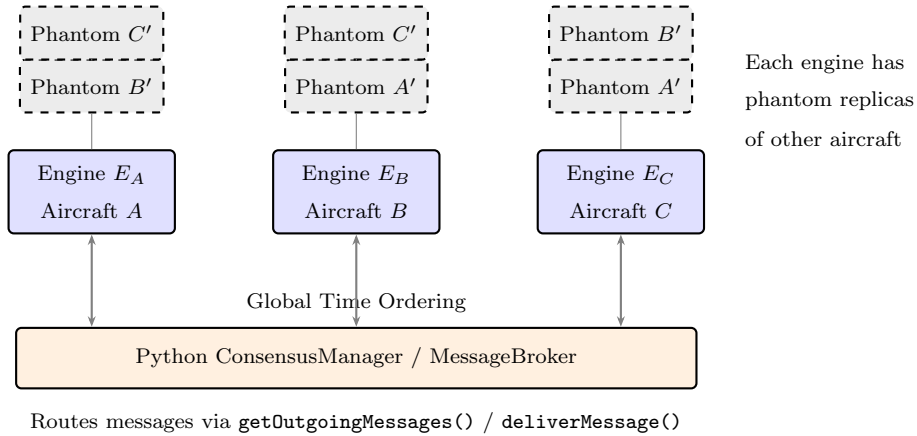 Phantom C′
Phantom C′
Phantom B′
Phantom B′
Phantom A′
Phantom A′
Each engine has
phantom replicas
of other aircraft
Engine E_A
Aircraft A
Engine E_B
Aircraft B
Engine E_C
Aircraft C
Global Time Ordering
Python ConsensusManager / MessageBroker
Routes messages via getOutgoingMessages() / deliverMessage()